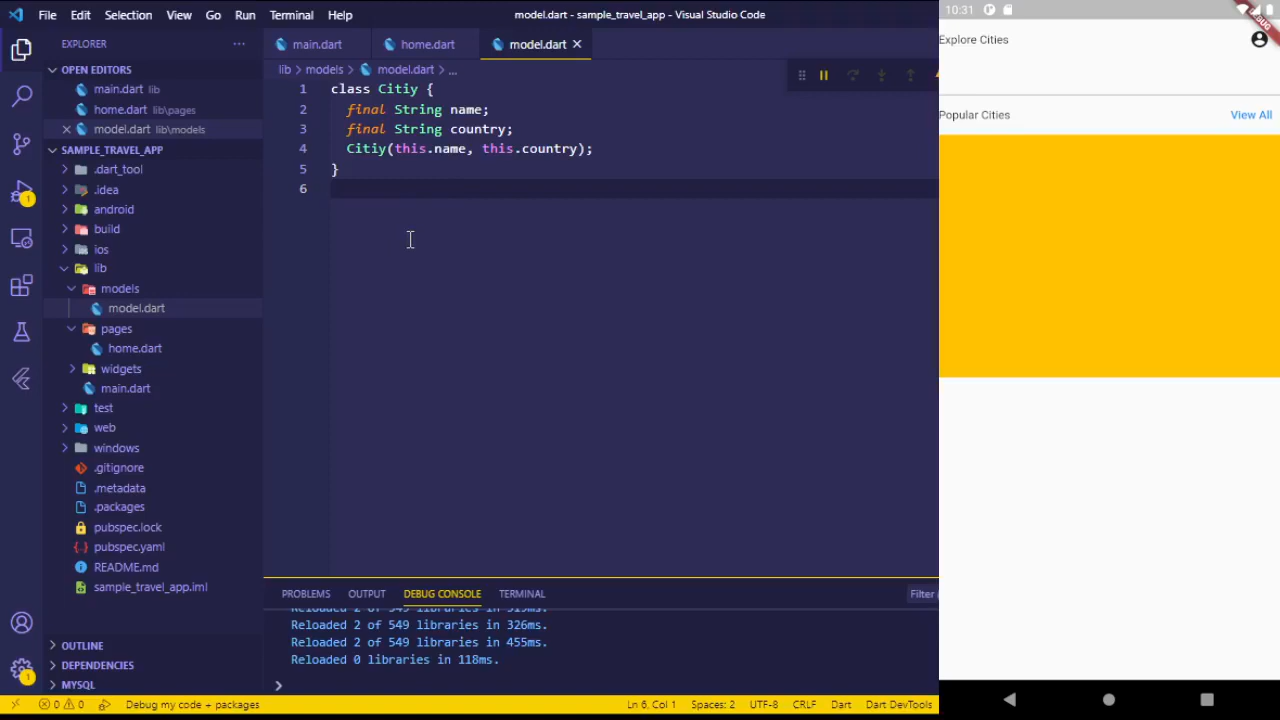 File Edit Selection View Go Run Terminal Help
model.dart - sample_travel_app - Visual Studio Code
EXPLORER
OPEN EDITORS
main.dart lib
home.dart lib\pages
model.dart lib\models
SAMPLE_TRAVEL_APP
.dart_tool
.idea
android
build
ios
lib
models
model.dart
pages
home.dart
widgets
main.dart
test
web
windows
.gitignore
.metadata
.packages
pubspec.lock
pubspec.yaml
README.md
sample_travel_app.iml
OUTLINE
DEPENDENCIES
MYSQL
main.dart
home.dart
model.dart
lib > models > model.dart > ...
1 class Citiy {
2 final String name;
3 final String country;
4 Citiy(this.name, this.country);
5 }
6
PROBLEMS OUTPUT DEBUG CONSOLE TERMINAL
Filter
Reloaded 2 of 549 libraries in 319ms.
Reloaded 2 of 549 libraries in 326ms.
Reloaded 2 of 549 libraries in 455ms.
Reloaded 0 libraries in 118ms.
>
1
1
0 0 Debug my code + packages
Ln 6, Col 1 Spaces: 2 UTF-8 CRLF Dart Dart DevTools
10:31
DEBUG
Explore Cities
Popular Cities
View All